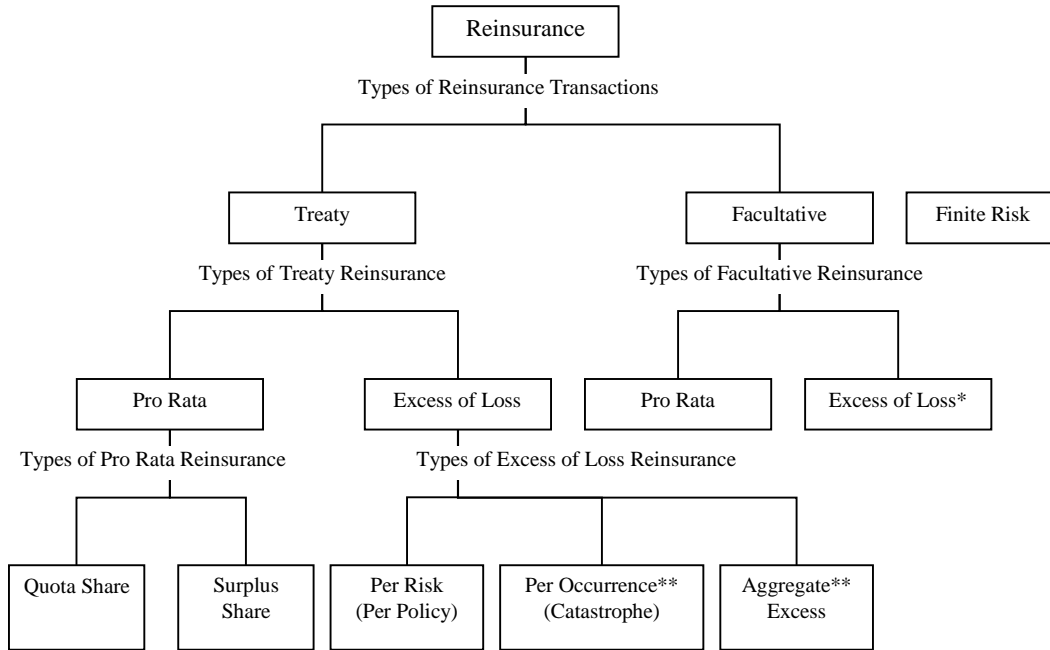 Reinsurance
Types of Reinsurance Transactions
Treaty
Facultative
Finite Risk
Types of Treaty Reinsurance
Types of Facultative Reinsurance
Pro Rata
Excess of Loss
Pro Rata
Excess of Loss*
Types of Pro Rata Reinsurance
Types of Excess of Loss Reinsurance
Quota Share
Surplus
Share
Per Risk
(Per Policy)
Per Occurrence**
(Catastrophe)
Aggregate**
Excess